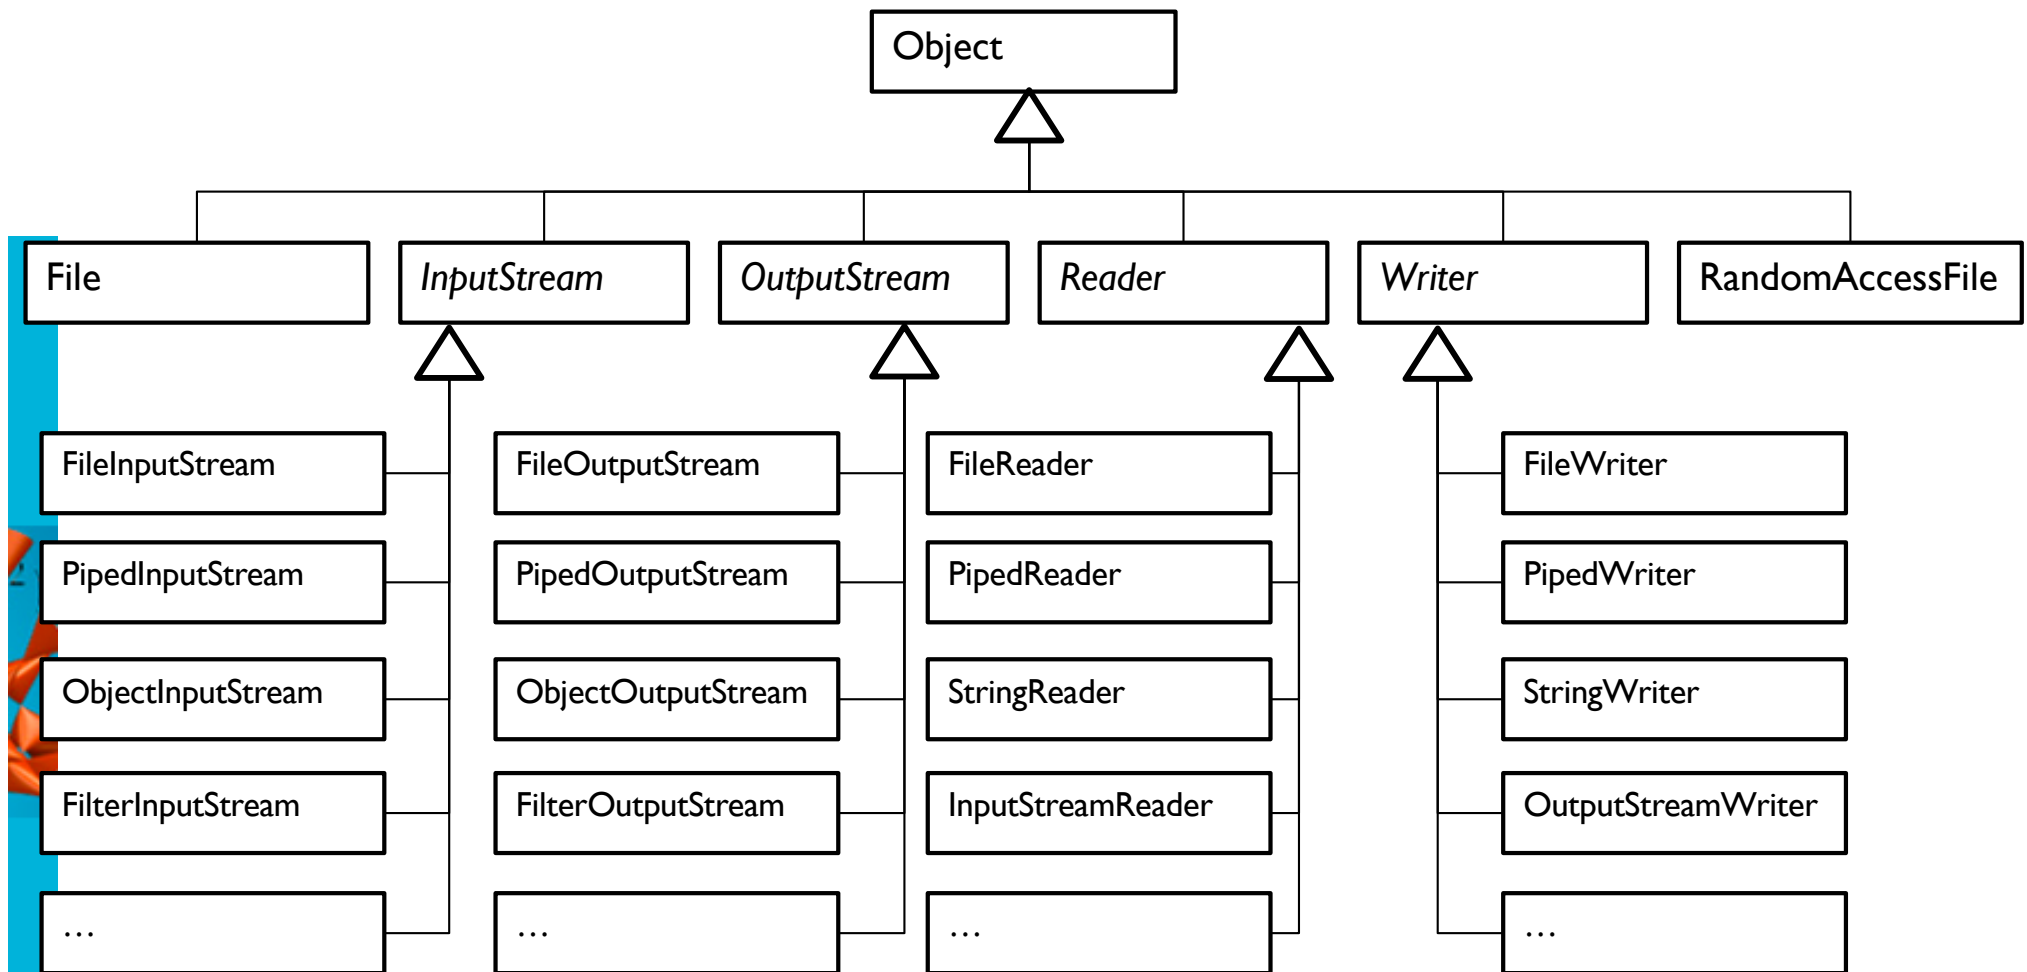 Object
File
InputStream
OutputStream
Reader
Writer
RandomAccessFile
FileInputStream
FileOutputStream
FileReader
FileWriter
PipedInputStream
PipedOutputStream
PipedReader
PipedWriter
ObjectInputStream
ObjectOutputStream
StringReader
StringWriter
FilterInputStream
FilterOutputStream
InputStreamReader
OutputStreamWriter
…
…
…
…